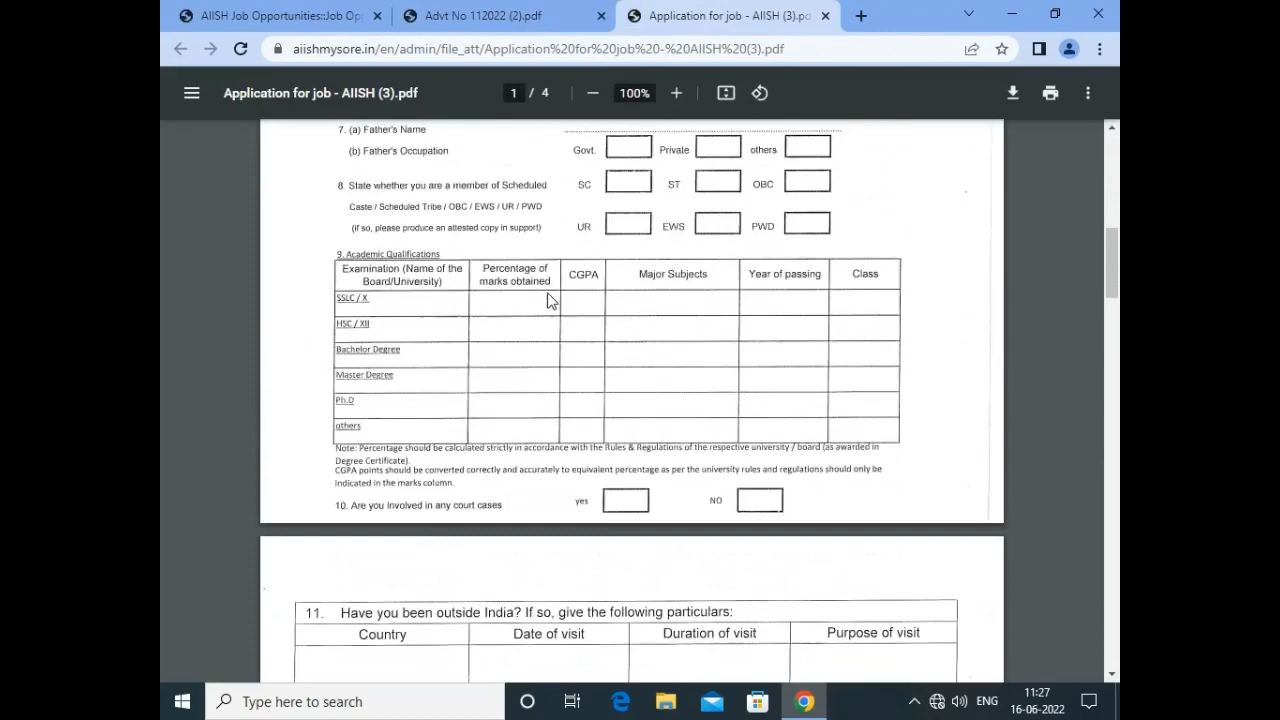 AIISH Job Opportunities::Job Op
Advt No 112022 (2).pdf
Application for job - AIISH (3).pd
aiishmysore.in/en/admin/file_att/Application%20for%20job%20-%20AIISH%20(3).pdf
Application for job - AIISH (3).pdf
1 / 4
100%
7. (a) Father's Name
(b) Father's Occupation
Govt. Private others
8. State whether you are a member of Scheduled
SC ST OBC
Caste / Scheduled Tribe / OBC / EWS / UR / PWD
(if so, please produce an attested copy in support)
UR EWS PWD
9. Academic Qualifications
Examination (Name of the Board/University) Percentage of marks obtained CGPA Major Subjects Year of passing Class
SSLC / X
HSC / XII
Bachelor Degree
Master Degree
Ph.D
others
Note: Percentage should be calculated strictly in accordance with the Rules & Regulations of the respective university / board (as awarded in
Degree Certificate).
CGPA points should be converted correctly and accurately to equivalent percentage as per the university rules and regulations should only be
indicated in the marks column.
10. Are you Involved in any court cases yes NO
11. Have you been outside India? If so, give the following particulars:
Country Date of visit Duration of visit Purpose of visit
Type here to search
ENG
11:27
16-06-2022